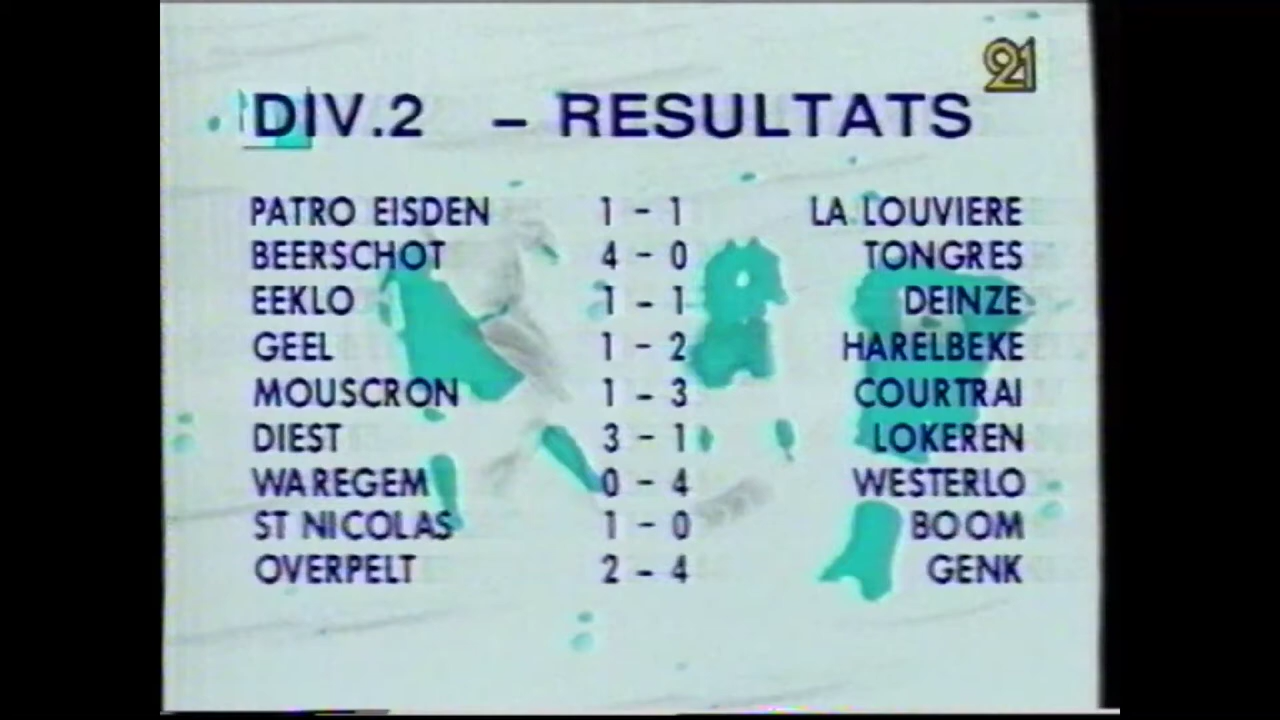 21
DIV.2 - RESULTATS
PATRO EISDEN 1 - 1 LA LOUVIERE
BEERSCHOT 4 - 0 TONGRES
EEKLO 1 - 1 DEINZE
GEEL 1 - 2 HARELBEKE
MOUSCRON 1 - 3 COURTRAI
DIEST 3 - 1 LOKEREN
WAREGEM 0 - 4 WESTERLO
ST NICOLAS 1 - 0 BOOM
OVERPELT 2 - 4 GENK